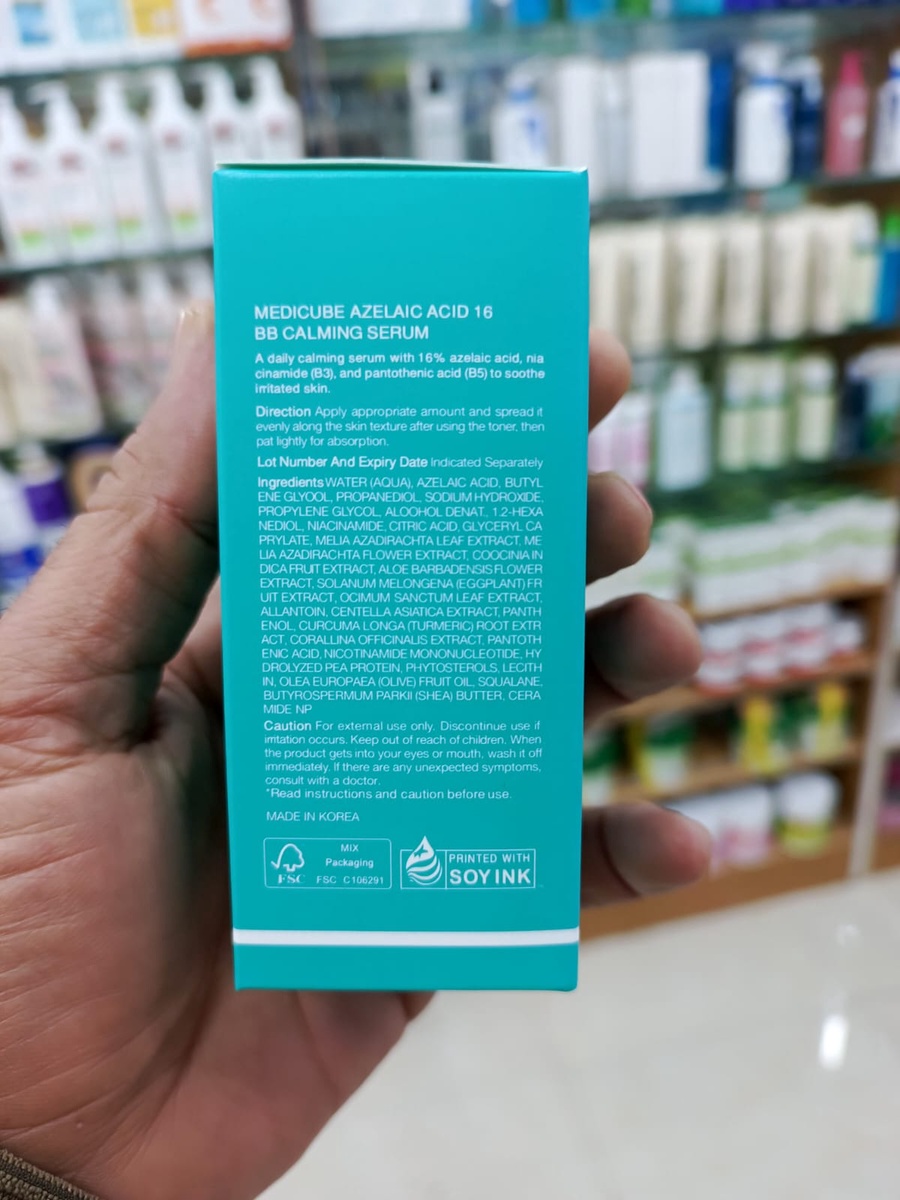 MEDICUBE AZELAIC ACID 16
BB CALMING SERUM
A daily calming serum with 16% azelaic acid, nia
cinamide (B3), and pantothenic acid (B5) to soothe
irritated skin.
Direction Apply appropriate amount and spread it
evenly along the skin texture after using the toner, then
pat lightly for absorption.
Lot Number And Expiry Date Indicated Separately
Ingredients WATER (AQUA), AZELAIC ACID, BUTYL
ENE GLYOOL, PROPANEDIOL, SODIUM HYDROXIDE,
PROPYLENE GLYCOL, ALOOHOL DENAT., 1.2-HEXA
NEDIOL, NIACINAMIDE, CITRIC ACID, GLYCERYL CA
PRYLATE, MELIA AZADIRACHTA LEAF EXTRACT, ME
LIA AZADIRACHTA FLOWER EXTRACT, COOCINIA IN
DICA FRUIT EXTRACT, ALOE BARBADENSIS FLOWER
EXTRACT, SOLANUM MELONGENA (EGGPLANT) FR
UIT EXTRACT, OCIMUM SANCTUM LEAF EXTRACT,
ALLANTOIN, CENTELLA ASIATICA EXTRACT, PANTH
ENOL, CURCUMA LONGA (TURMERIC) ROOT EXTR
ACT, CORALLINA OFFICINALIS EXTRACT, PANTOTH
ENIC ACID, NICOTINAMIDE MONONUCLEOTIDE, HY
DROLYZED PEA PROTEIN, PHYTOSTEROLS, LECITH
IN, OLEA EUROPAEA (OLIVE) FRUIT OIL, SQUALANE,
BUTYROSPERMUM PARKII (SHEA) BUTTER, CERA
MIDE NP
Caution For external use only. Discontinue use if
irritation occurs. Keep out of reach of children. When
the product gets into your eyes or mouth, wash it off
immediately. If there are any unexpected symptoms,
consult with a doctor.
*Read instructions and caution before use.
MADE IN KOREA
FSC
MIX
Packaging
FSC C106291
PRINTED WITH
SOY INK